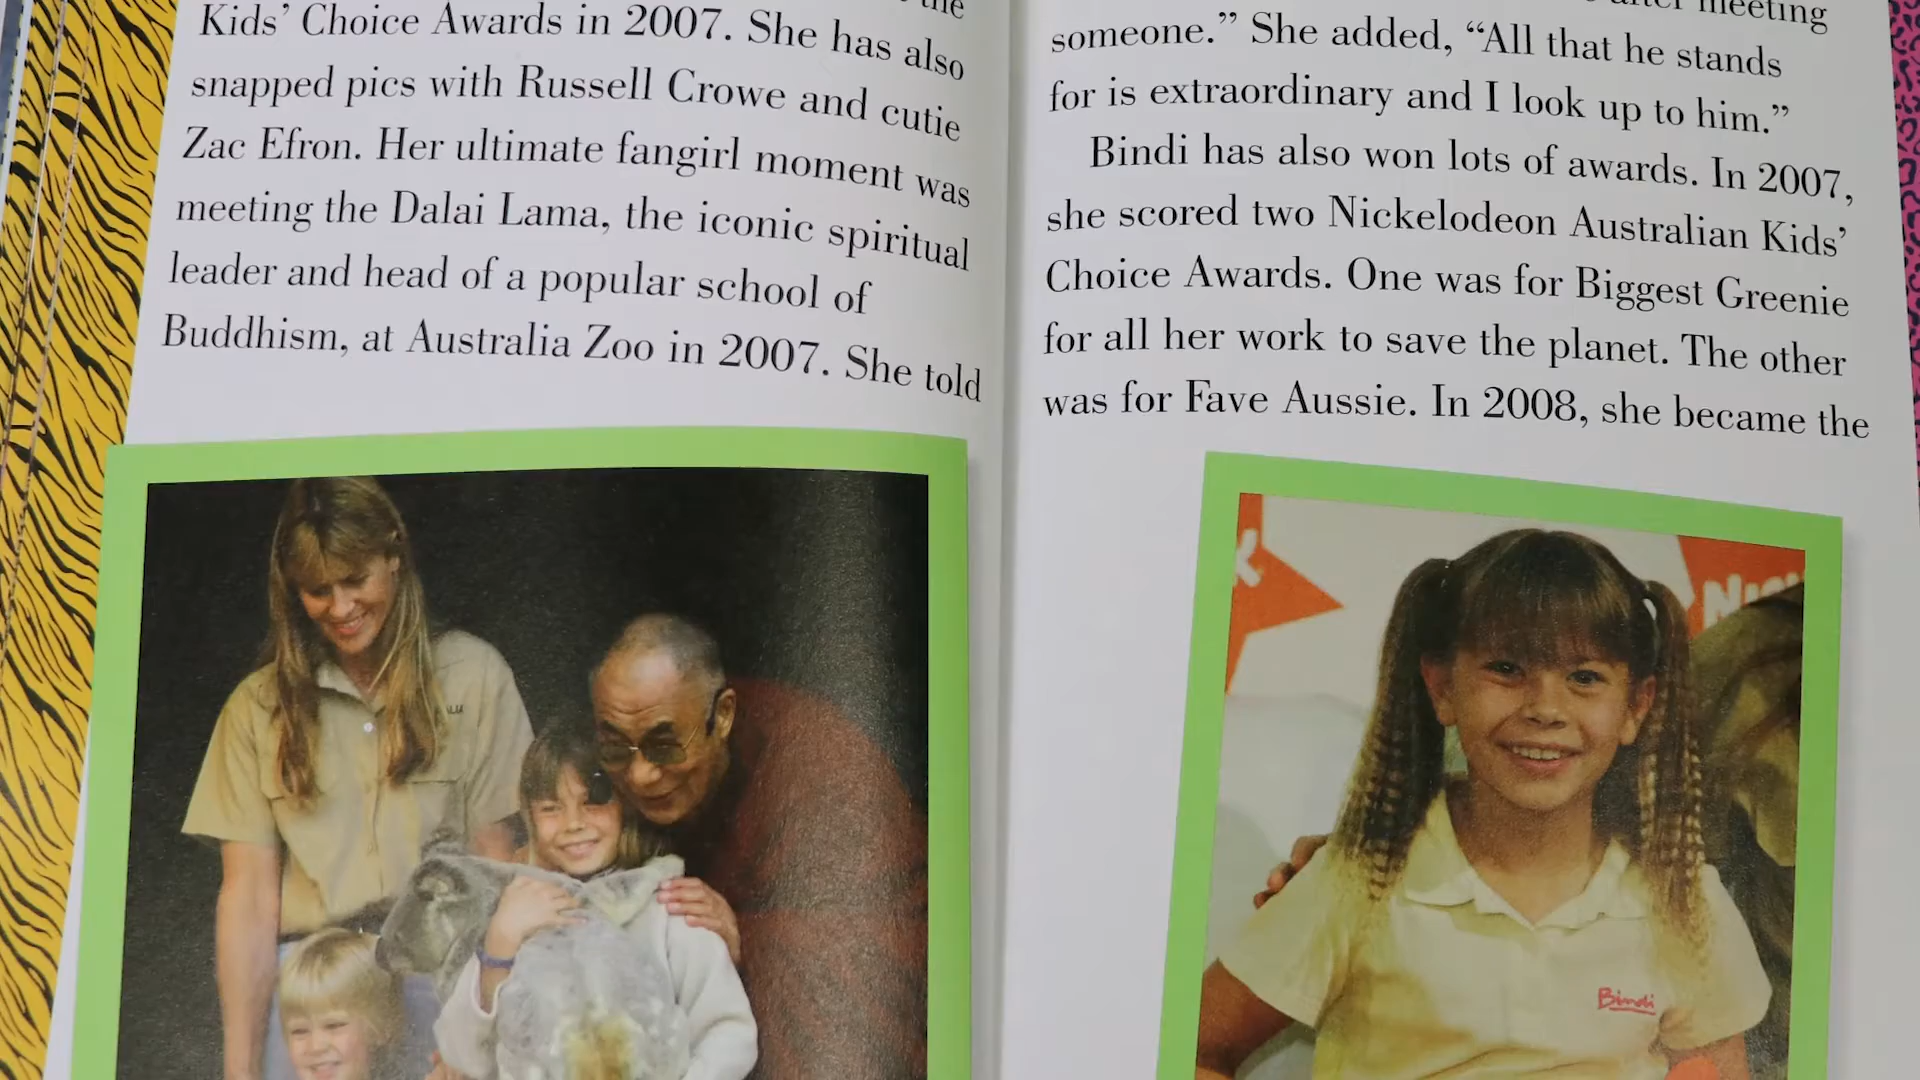 the
Kids’ Choice Awards in 2007. She has also
snapped pics with Russell Crowe and cutie
Zac Efron. Her ultimate fangirl moment was
meeting the Dalai Lama, the iconic spiritual
leader and head of a popular school of
Buddhism, at Australia Zoo in 2007. She told
after meeting
someone.” She added, “All that he stands
for is extraordinary and I look up to him.”
Bindi has also won lots of awards. In 2007,
she scored two Nickelodeon Australian Kids’
Choice Awards. One was for Biggest Greenie
for all her work to save the planet. The other
was for Fave Aussie. In 2008, she became the
Bindi